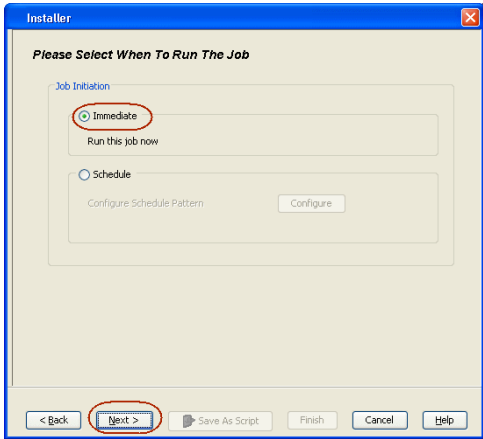 Installer
Please Select When To Run The Job
Job Initiation
Immediate
Run this job now
Schedule
Configure Schedule Pattern
Configure
< Back
Next >
Save As Script
Finish
Cancel
Help